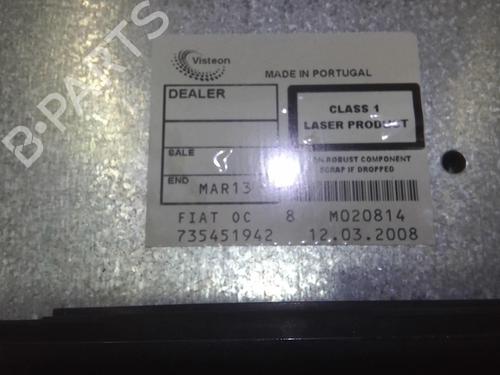 B-PARTS
Visteon
MADE IN PORTUGAL
DEALER
CLASS 1
LASER PRODUCT
SALE
NON ROBUST COMPONENT
SCRAP IF DROPPED
END MAR13
FIAT OC 8 M020814
735451942 12.03.2008